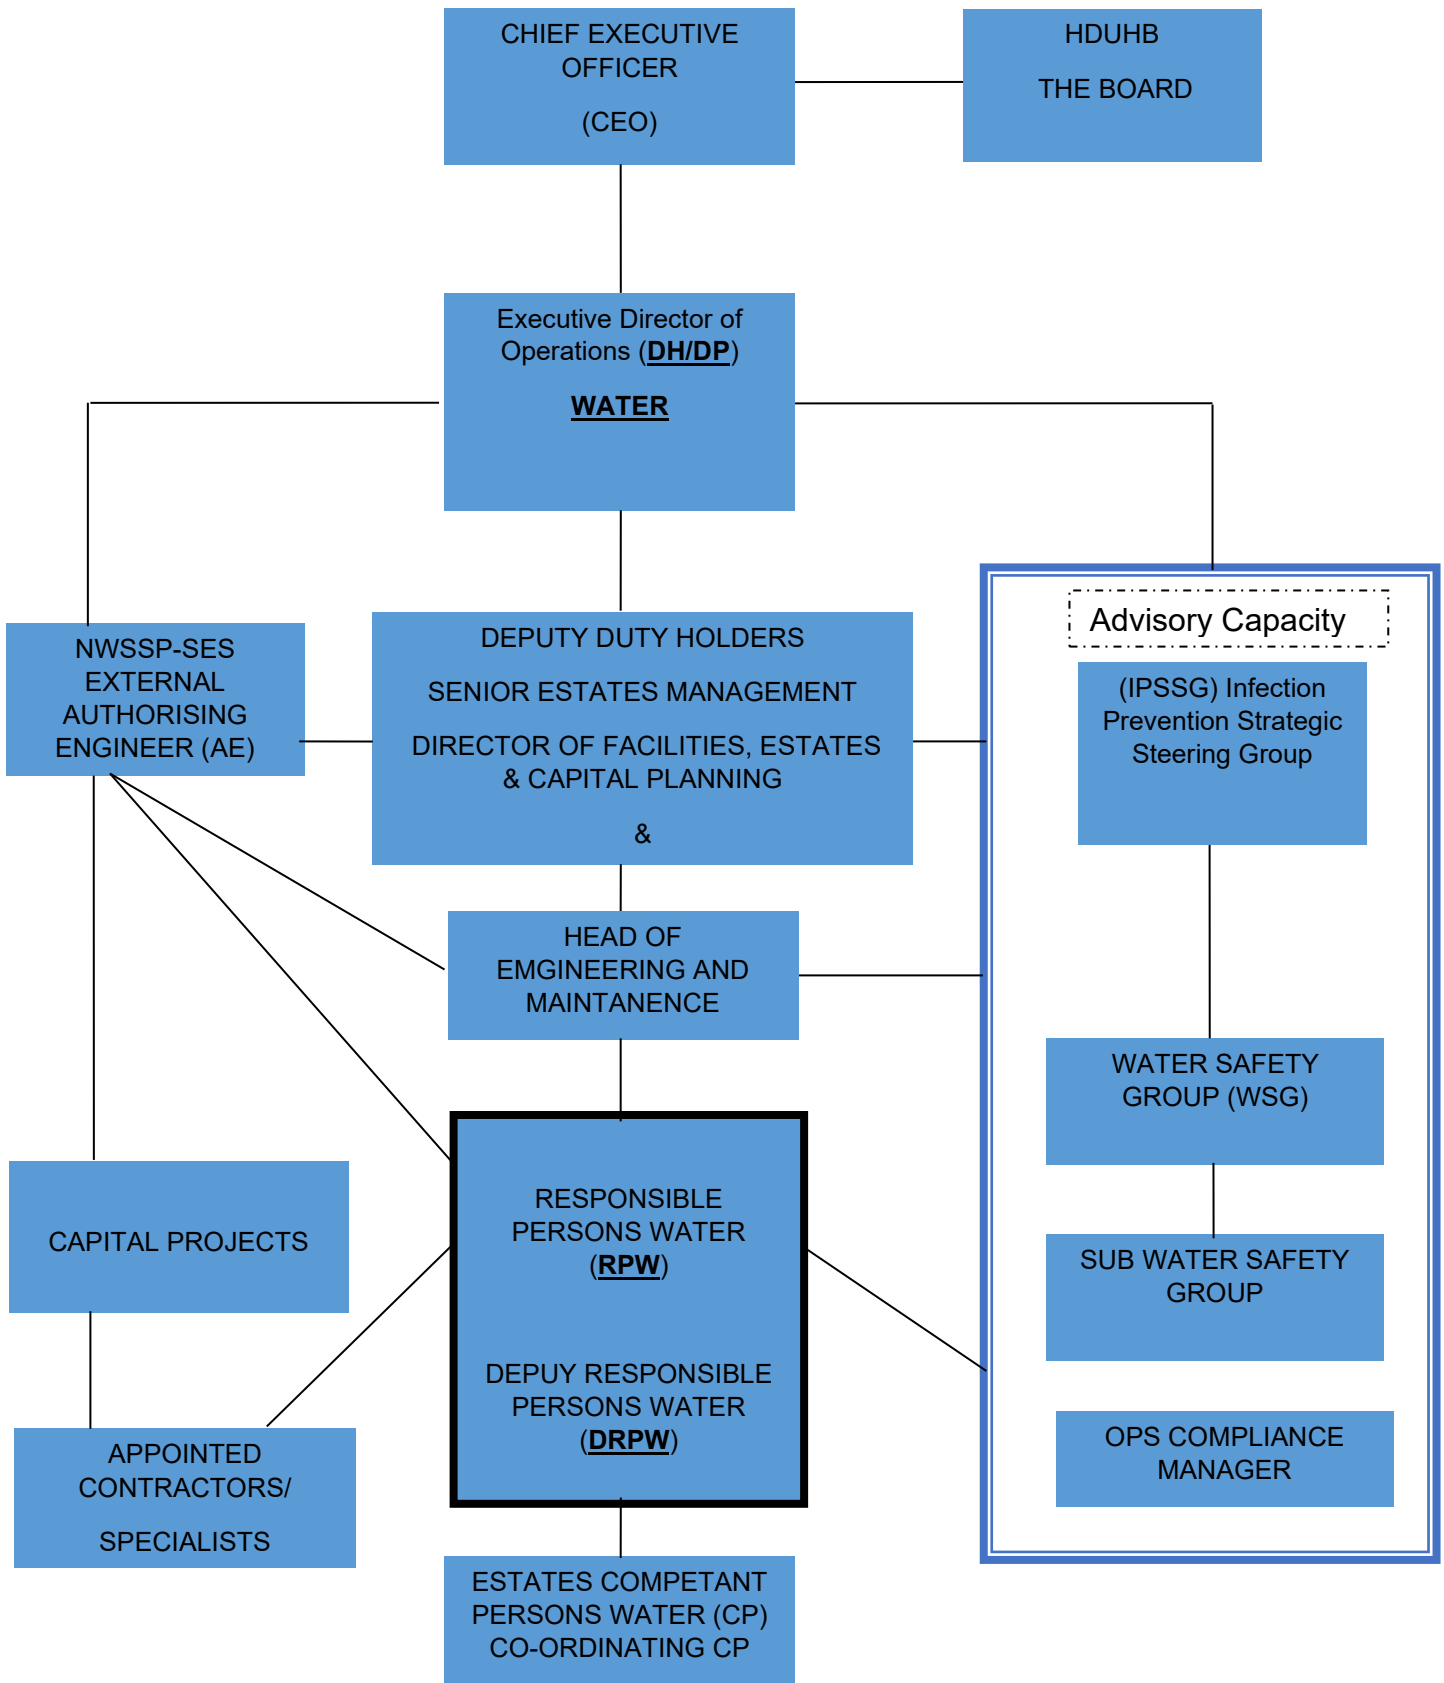 CHIEF EXECUTIVE
OFFICER
(CEO)
HDUHB
THE BOARD
Executive Director of
Operations (DH/DP)
WATER
NWSSP-SES
EXTERNAL
AUTHORISING
ENGINEER (AE)
DEPUTY DUTY HOLDERS
SENIOR ESTATES MANAGEMENT
DIRECTOR OF FACILITIES, ESTATES
& CAPITAL PLANNING
&
Advisory Capacity
(IPSSG) Infection
Prevention Strategic
Steering Group
HEAD OF
EMGINEERING AND
MAINTANENCE
WATER SAFETY
GROUP (WSG)
CAPITAL PROJECTS
RESPONSIBLE
PERSONS WATER
(RPW)
DEPUY RESPONSIBLE
PERSONS WATER
(DRPW)
SUB WATER SAFETY
GROUP
OPS COMPLIANCE
MANAGER
APPOINTED
CONTRACTORS/
SPECIALISTS
ESTATES COMPETANT
PERSONS WATER (CP)
CO-ORDINATING CP